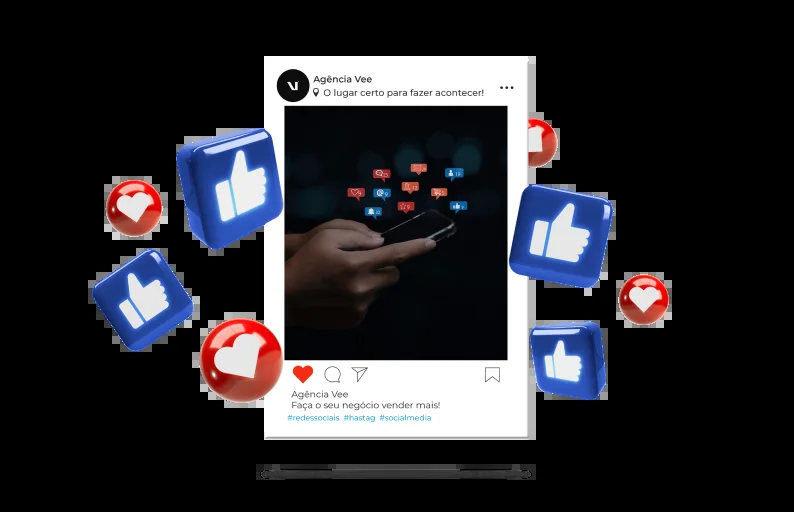 Agência Vee
O lugar certo para fazer acontecer!
Agência Vee
Faça o seu negócio vender mais!
#redessociais #hastag #socialmedia